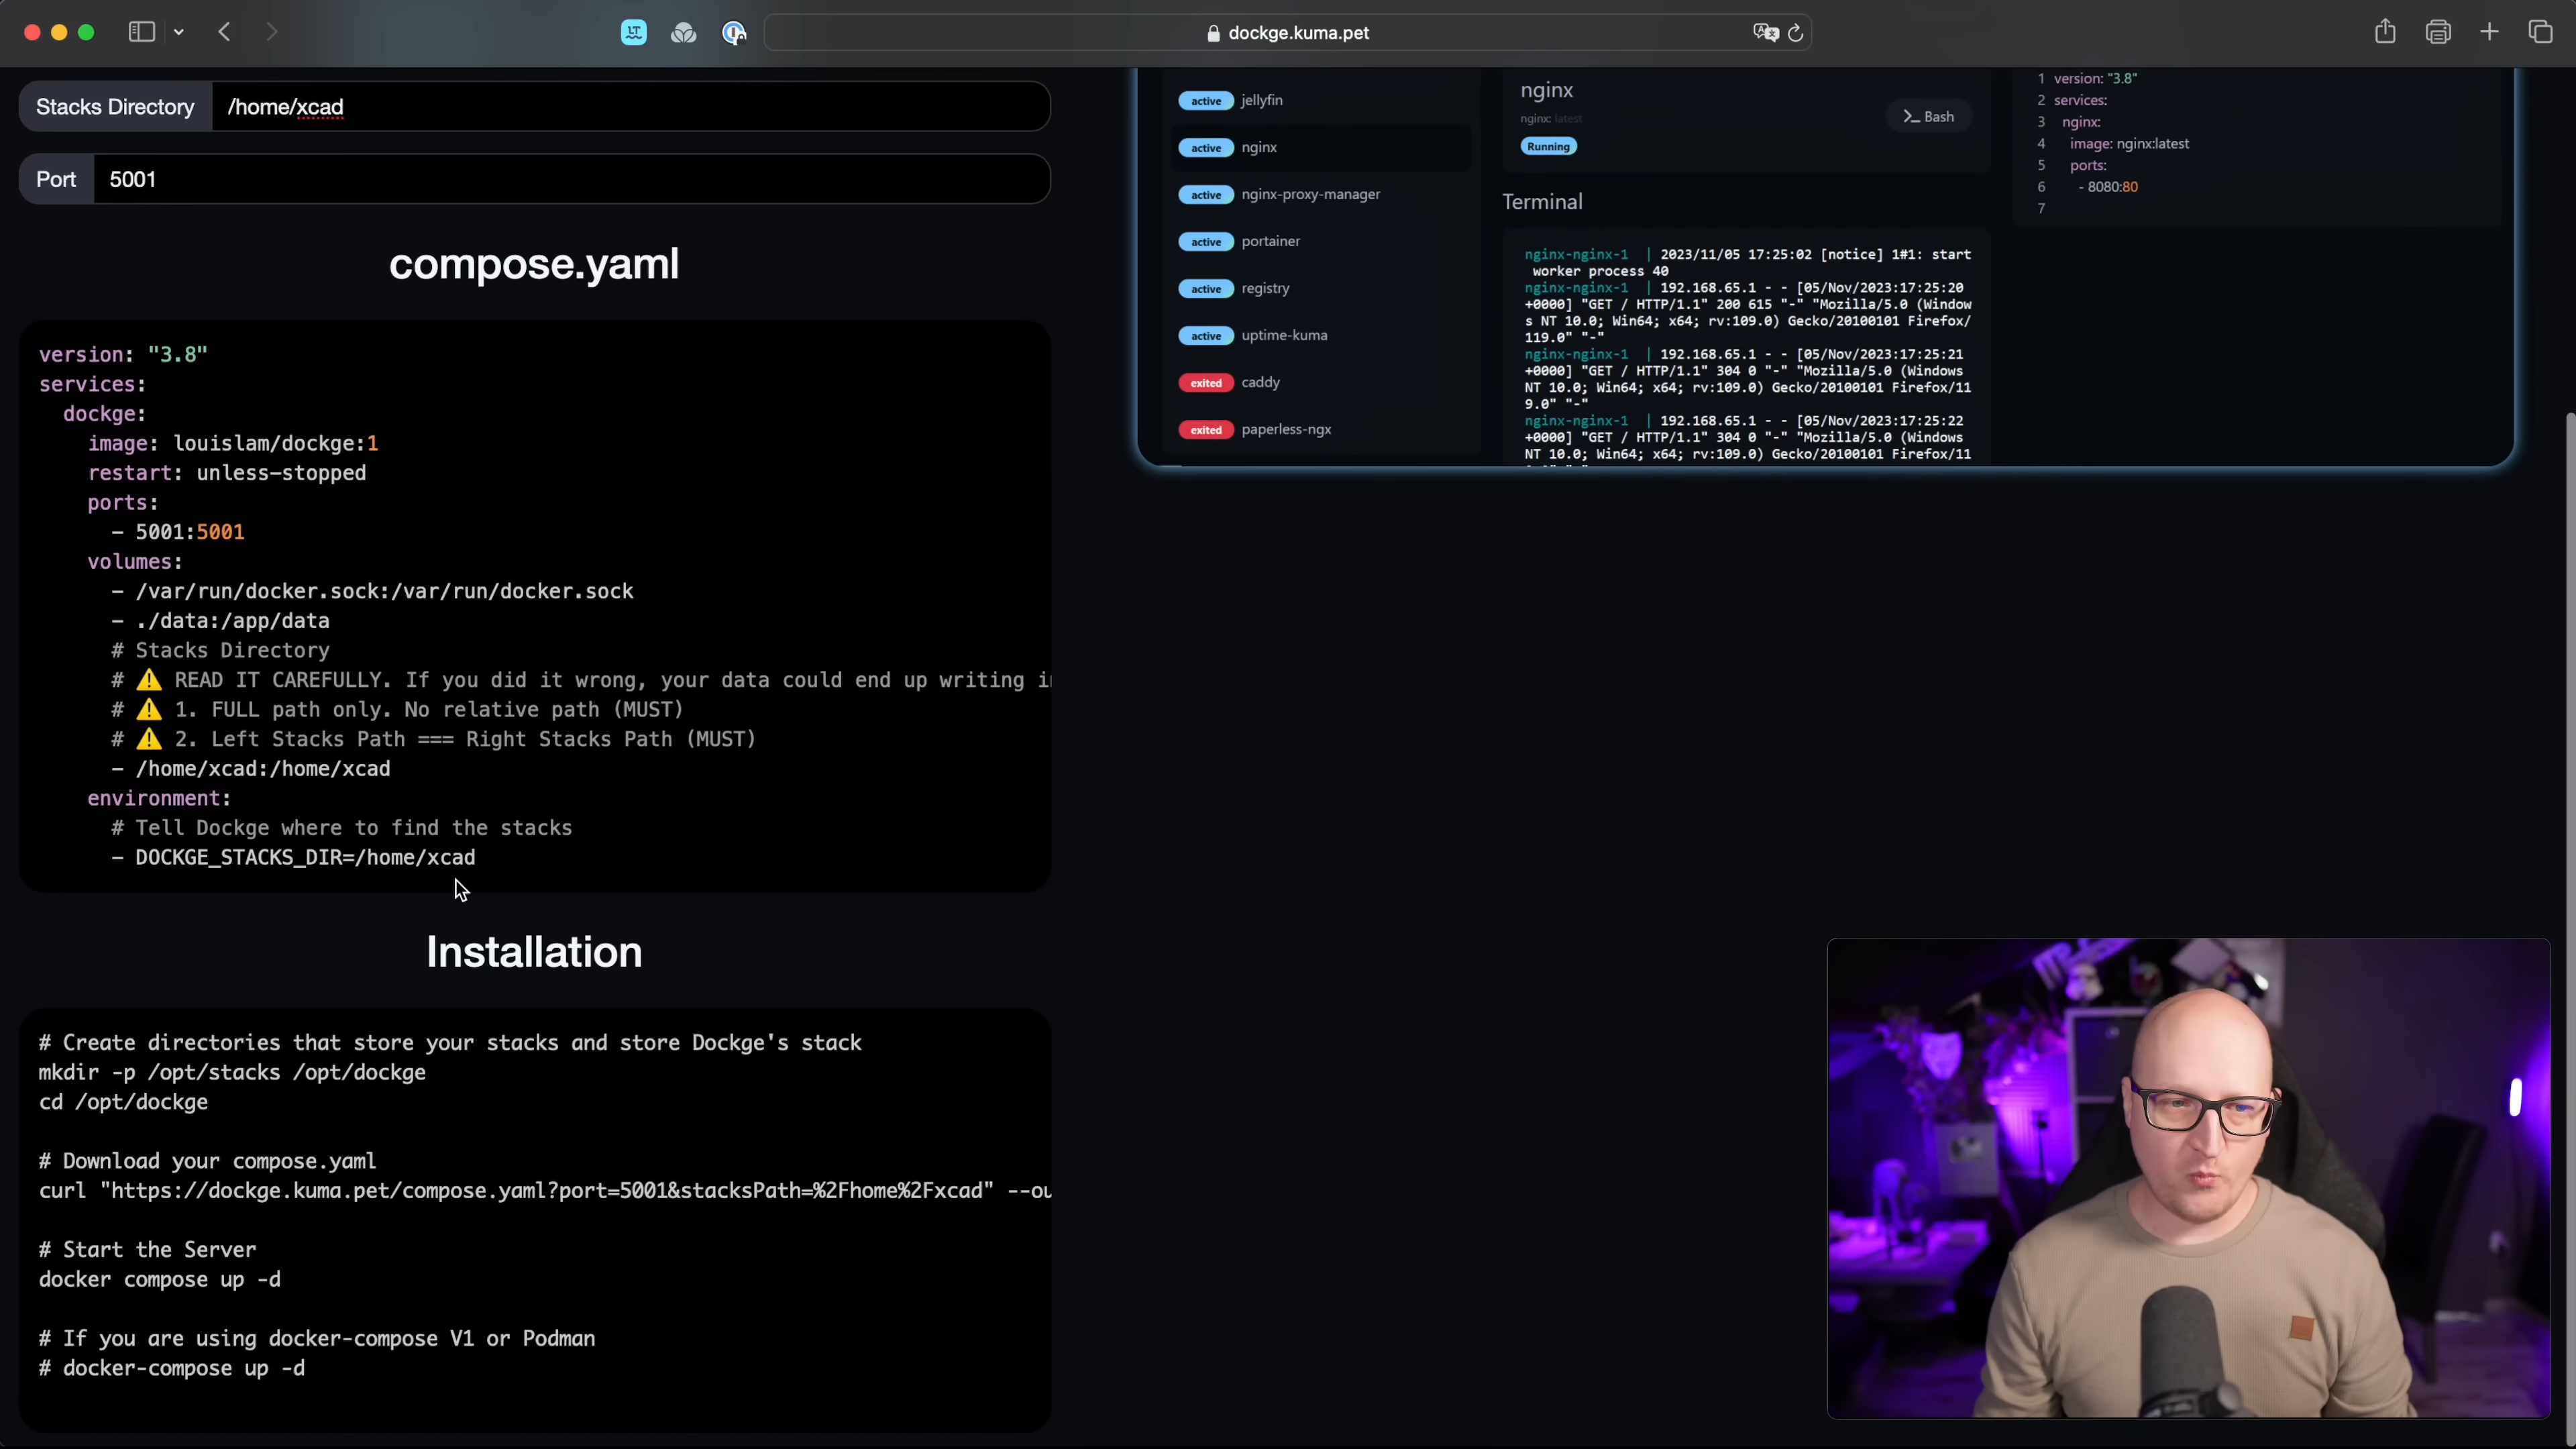 dockge.kuma.pet
Stacks Directory /home/xcad
Port 5001
compose.yaml
version: "3.8"
services:
dockge:
image: louislam/dockge:1
restart: unless-stopped
ports:
- 5001:5001
volumes:
- /var/run/docker.sock:/var/run/docker.sock
- ./data:/app/data
# Stacks Directory
# ⚠️ READ IT CAREFULLY. If you did it wrong, your data could end up writing
# ⚠️ 1. FULL path only. No relative path (MUST)
# ⚠️ 2. Left Stacks Path === Right Stacks Path (MUST)
- /home/xcad:/home/xcad
environment:
# Tell Dockge where to find the stacks
- DOCKGE_STACKS_DIR=/home/xcad
Installation
# Create directories that store your stacks and store Dockge's stack
mkdir -p /opt/stacks /opt/dockge
cd /opt/dockge
# Download your compose.yaml
curl "https://dockge.kuma.pet/compose.yaml?port=5001&stacksPath=%2Fhome%2Fxcad" --ou
# Start the Server
docker compose up -d
# If you are using docker-compose V1 or Podman
# docker-compose up -d
active jellyfin
active nginx
active nginx-proxy-manager
active portainer
active registry
active uptime-kuma
exited caddy
exited paperless-ngx
nginx
nginx: latest
Running
>_ Bash
Terminal
nginx-nginx-1 | 2023/11/05 17:25:02 [notice] 1#1: start
worker process 40
nginx-nginx-1 | 192.168.65.1 - - [05/Nov/2023:17:25:20
+0000] "GET / HTTP/1.1" 200 615 "-" "Mozilla/5.0 (Window
s NT 10.0; Win64; x64; rv:109.0) Gecko/20100101 Firefox/
119.0" "-"
nginx-nginx-1 | 192.168.65.1 - - [05/Nov/2023:17:25:21
+0000] "GET / HTTP/1.1" 304 0 "-" "Mozilla/5.0 (Windows
NT 10.0; Win64; x64; rv:109.0) Gecko/20100101 Firefox/11
9.0" "-"
nginx-nginx-1 | 192.168.65.1 - - [05/Nov/2023:17:25:22
+0000] "GET / HTTP/1.1" 304 0 "-" "Mozilla/5.0 (Windows
NT 10.0; Win64; x64; rv:109.0) Gecko/20100101 Firefox/11
1 version: "3.8"
2 services:
3 nginx:
4 image: nginx:latest
5 ports:
6 - 8080:80
7